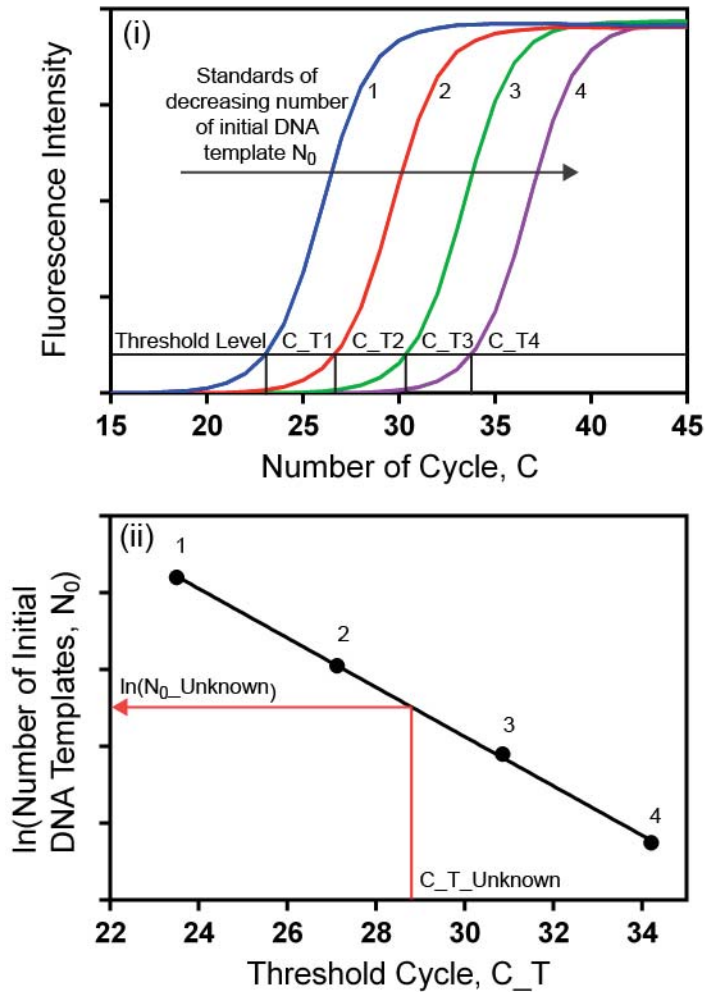 (i)
Standards of
decreasing number
of initial DNA
template N₀
1
2
3
4
Threshold Level
C_T1
C_T2
C_T3
C_T4
Fluorescence Intensity
15
20
25
30
35
40
45
Number of Cycle, C
(ii)
1
2
3
4
ln(N₀_Unknown)
C_T_Unknown
ln(Number of Initial
DNA Templates, N₀)
22
24
26
28
30
32
34
Threshold Cycle, C_T